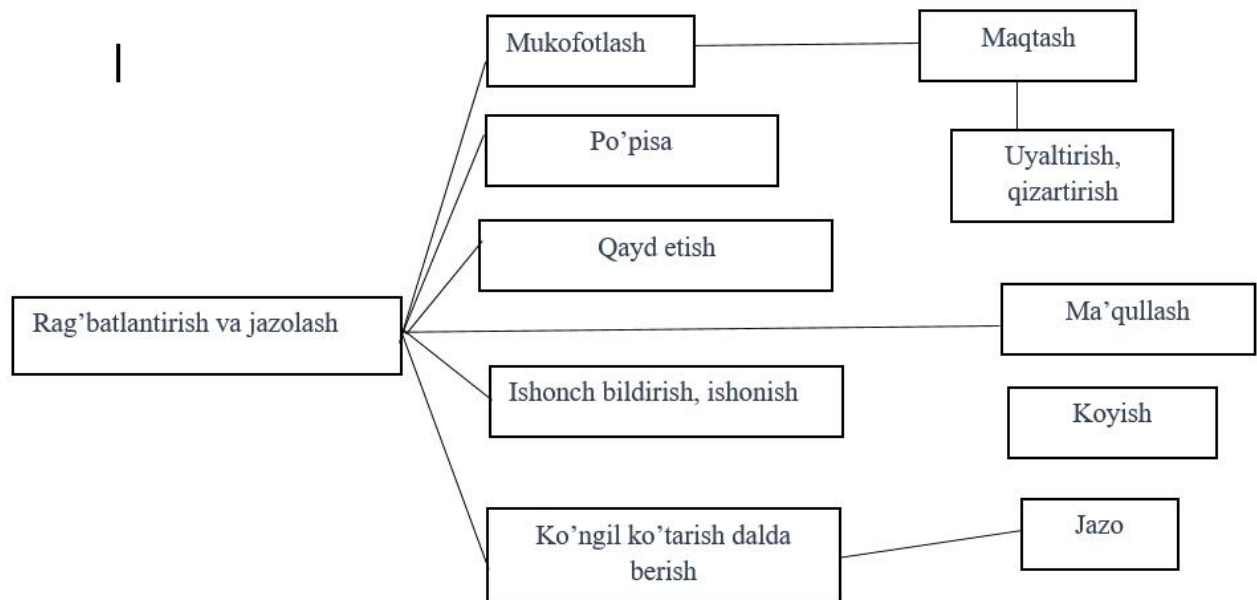 Mukofotlash
Maqtash
Po’pisa
Uyaltirish,
qizartirish
Qayd etish
Rag’batlantirish va jazolash
Ma’qullash
Ishonch bildirish, ishonish
Koyish
Ko’ngil ko’tarish dalda
berish
Jazo